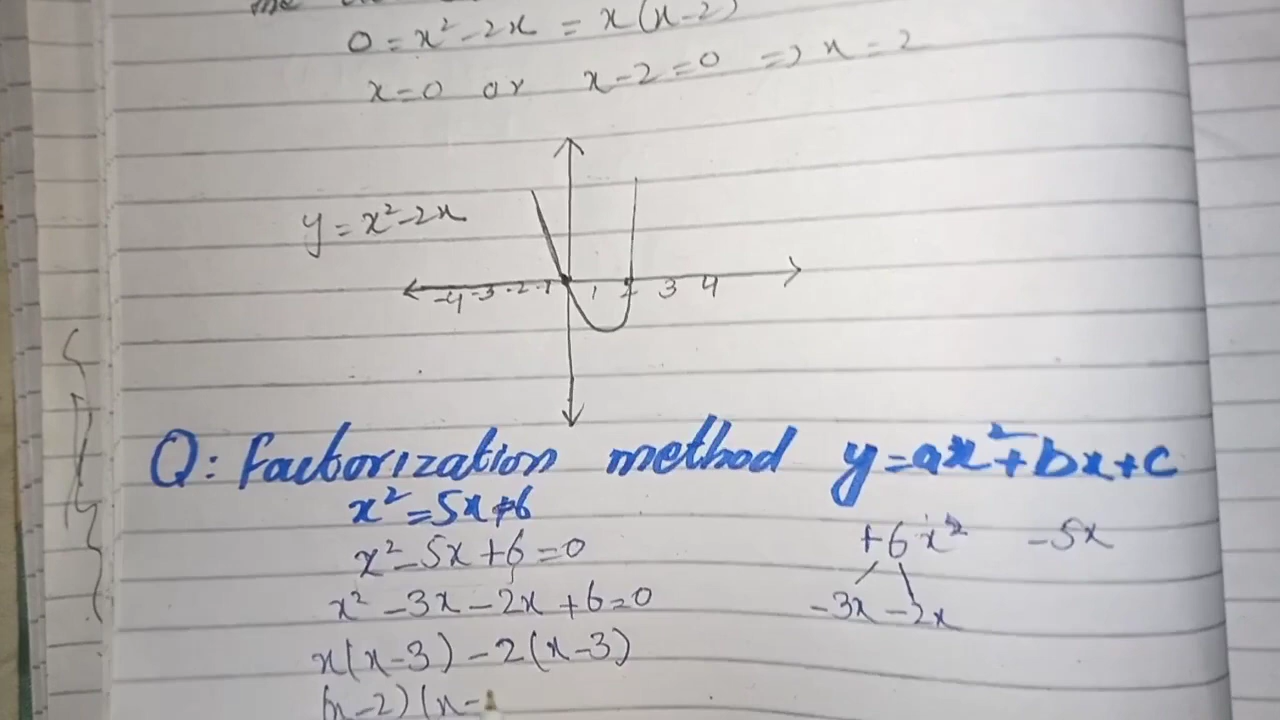 the
0 = x² - 2x = x(x-2)
x=0 or x-2=0 => x=2
y = x²-2x
-4 -3 -2 -1 1 2 3 4
Q: factorization method y=ax²+bx+c
x² = 5x+6
x²-5x+6=0
x² -3x -2x +6=0
x(x-3) -2(x-3)
(x-2)(x-
+6x² -5x
-3x -2x